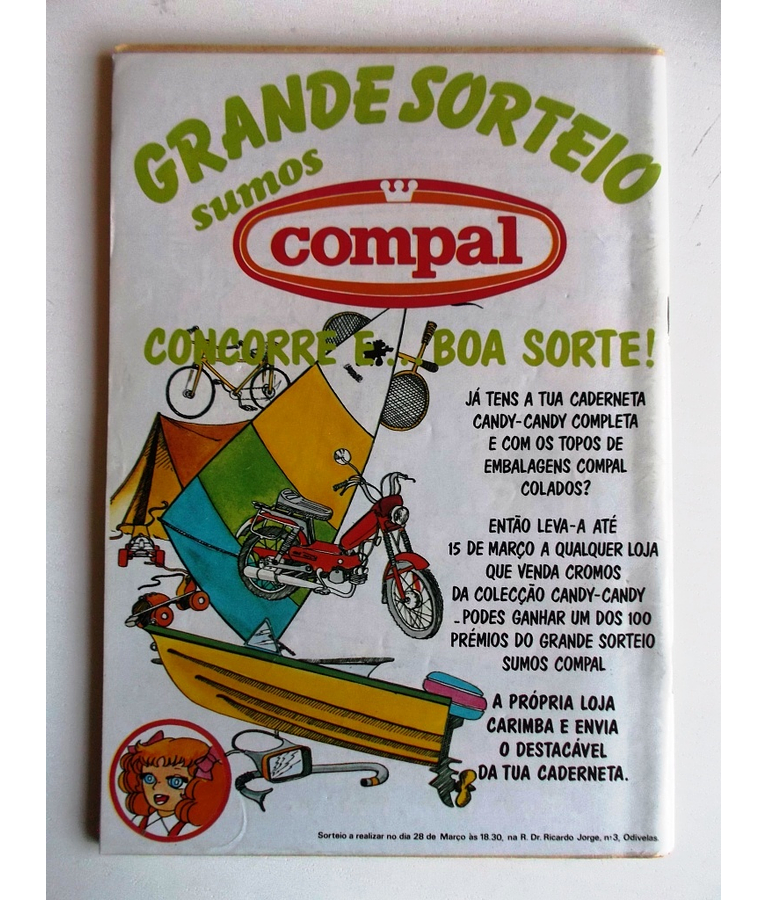 GRANDE SORTEIO
sumos
compal
CONCORRE E... BOA SORTE!
JÁ TENS A TUA CADERNETA
CANDY-CANDY COMPLETA
E COM OS TOPOS DE
EMBALAGENS COMPAL
COLADOS?
ENTÃO LEVA-A ATÉ
15 DE MARÇO A QUALQUER LOJA
QUE VENDA CROMOS
DA COLECÇÃO CANDY-CANDY
- PODES GANHAR UM DOS 100
PRÉMIOS DO GRANDE SORTEIO
SUMOS COMPAL
A PRÓPRIA LOJA
CARIMBA E ENVIA
O DESTACÁVEL
DA TUA CADERNETA.
Sorteio a realizar no dia 28 de Março às 18.30, na R. Dr. Ricardo Jorge, nº3, Odivelas.